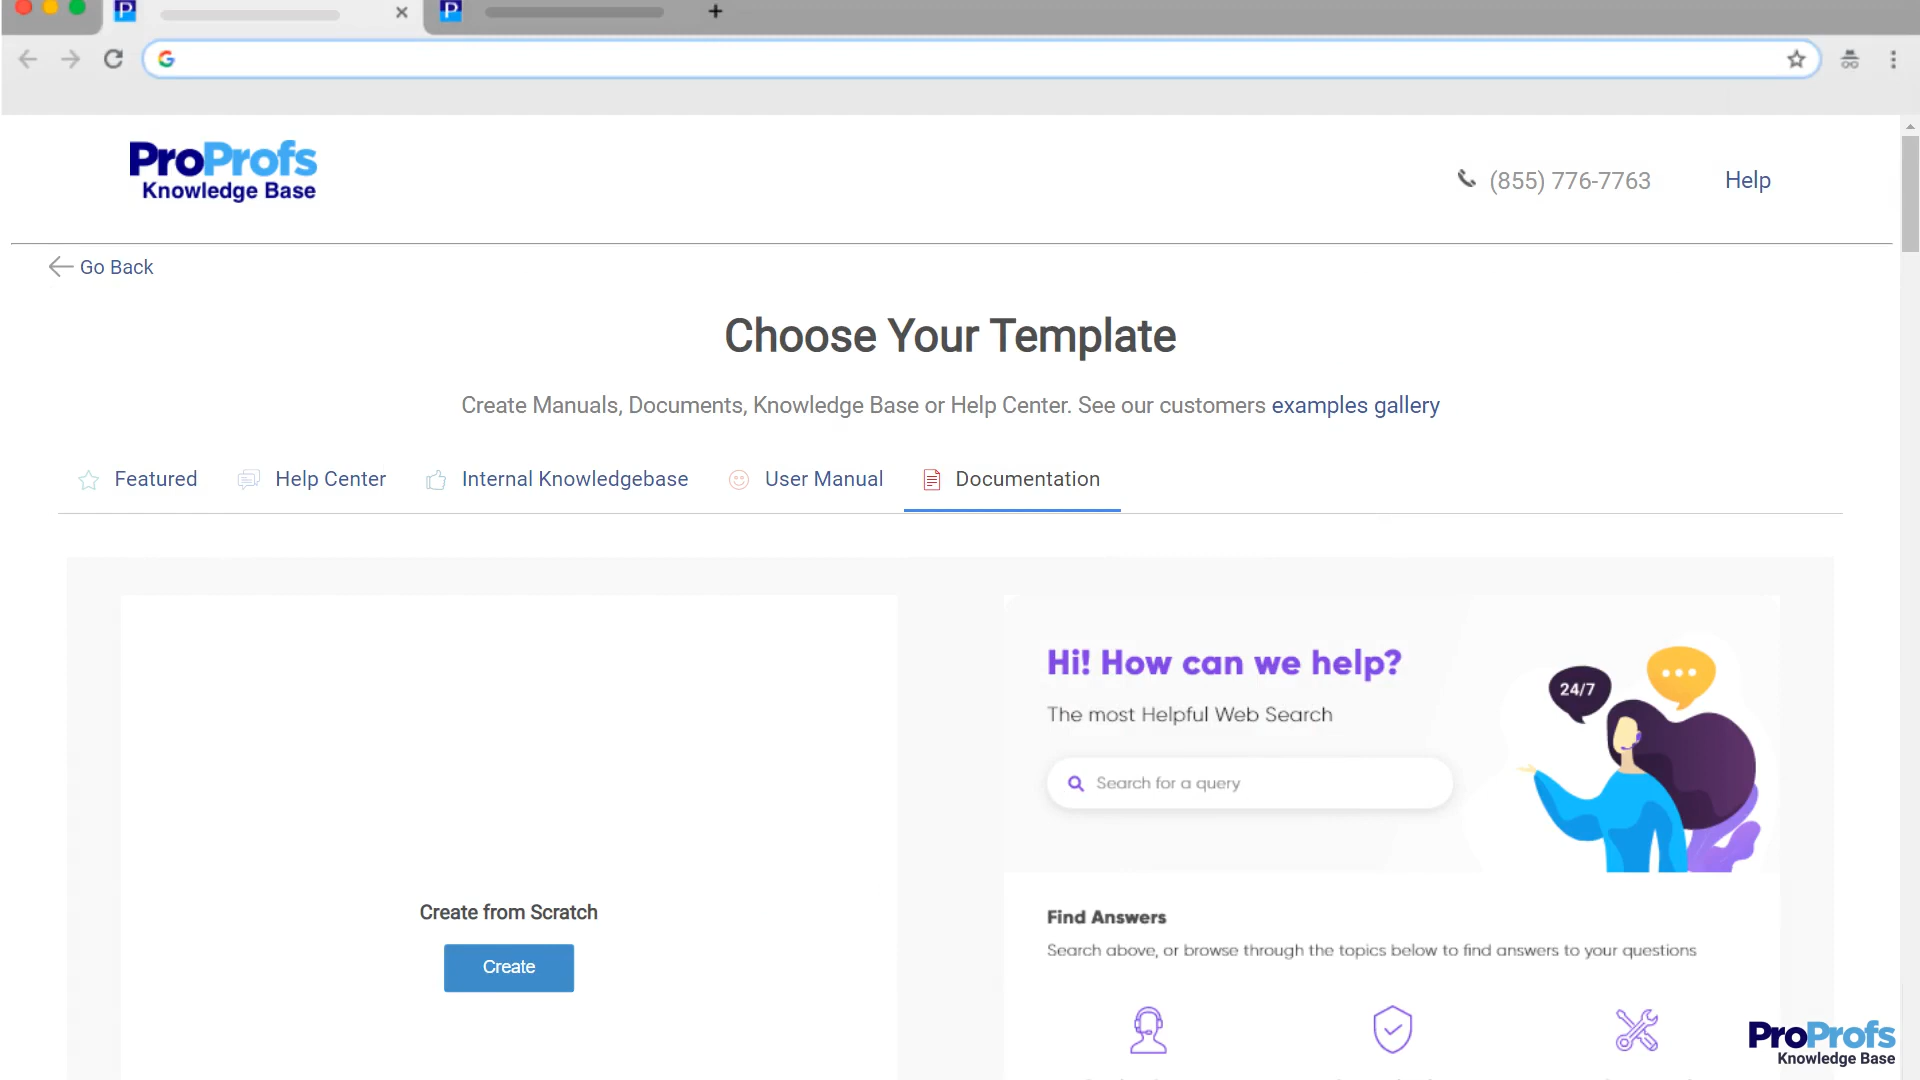 P
P
ProProfs
Knowledge Base
(855) 776-7763
Help
Go Back
Choose Your Template
Create Manuals, Documents, Knowledge Base or Help Center. See our customers examples gallery
Featured
Help Center
Internal Knowledgebase
User Manual
Documentation
Hi! How can we help?
24/7
The most Helpful Web Search
Search for a query
Create from Scratch
Create
Find Answers
Search above, or browse through the topics below to find answers to your questions
ProProfs
Knowledge Base